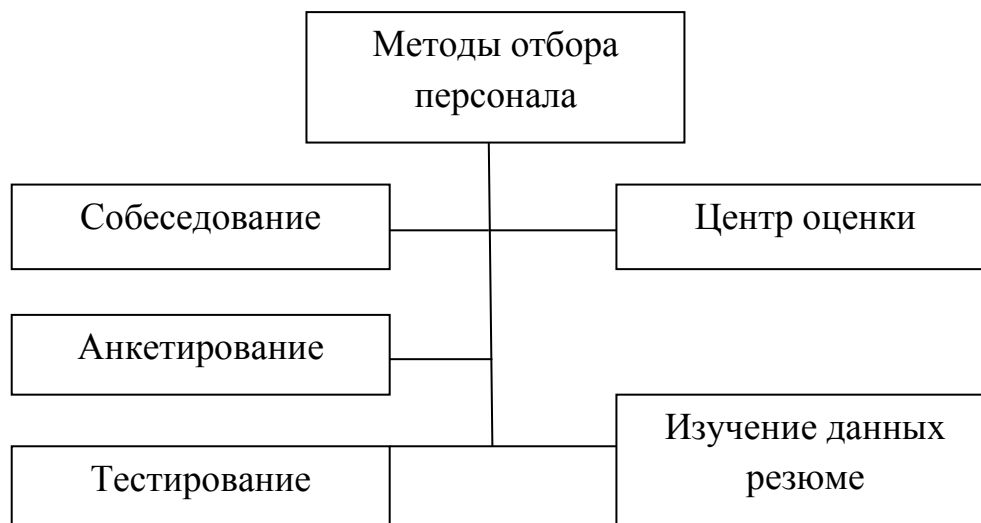 Методы отбора
персонала
Собеседование
Центр оценки
Анкетирование
Изучение данных
резюме
Тестирование